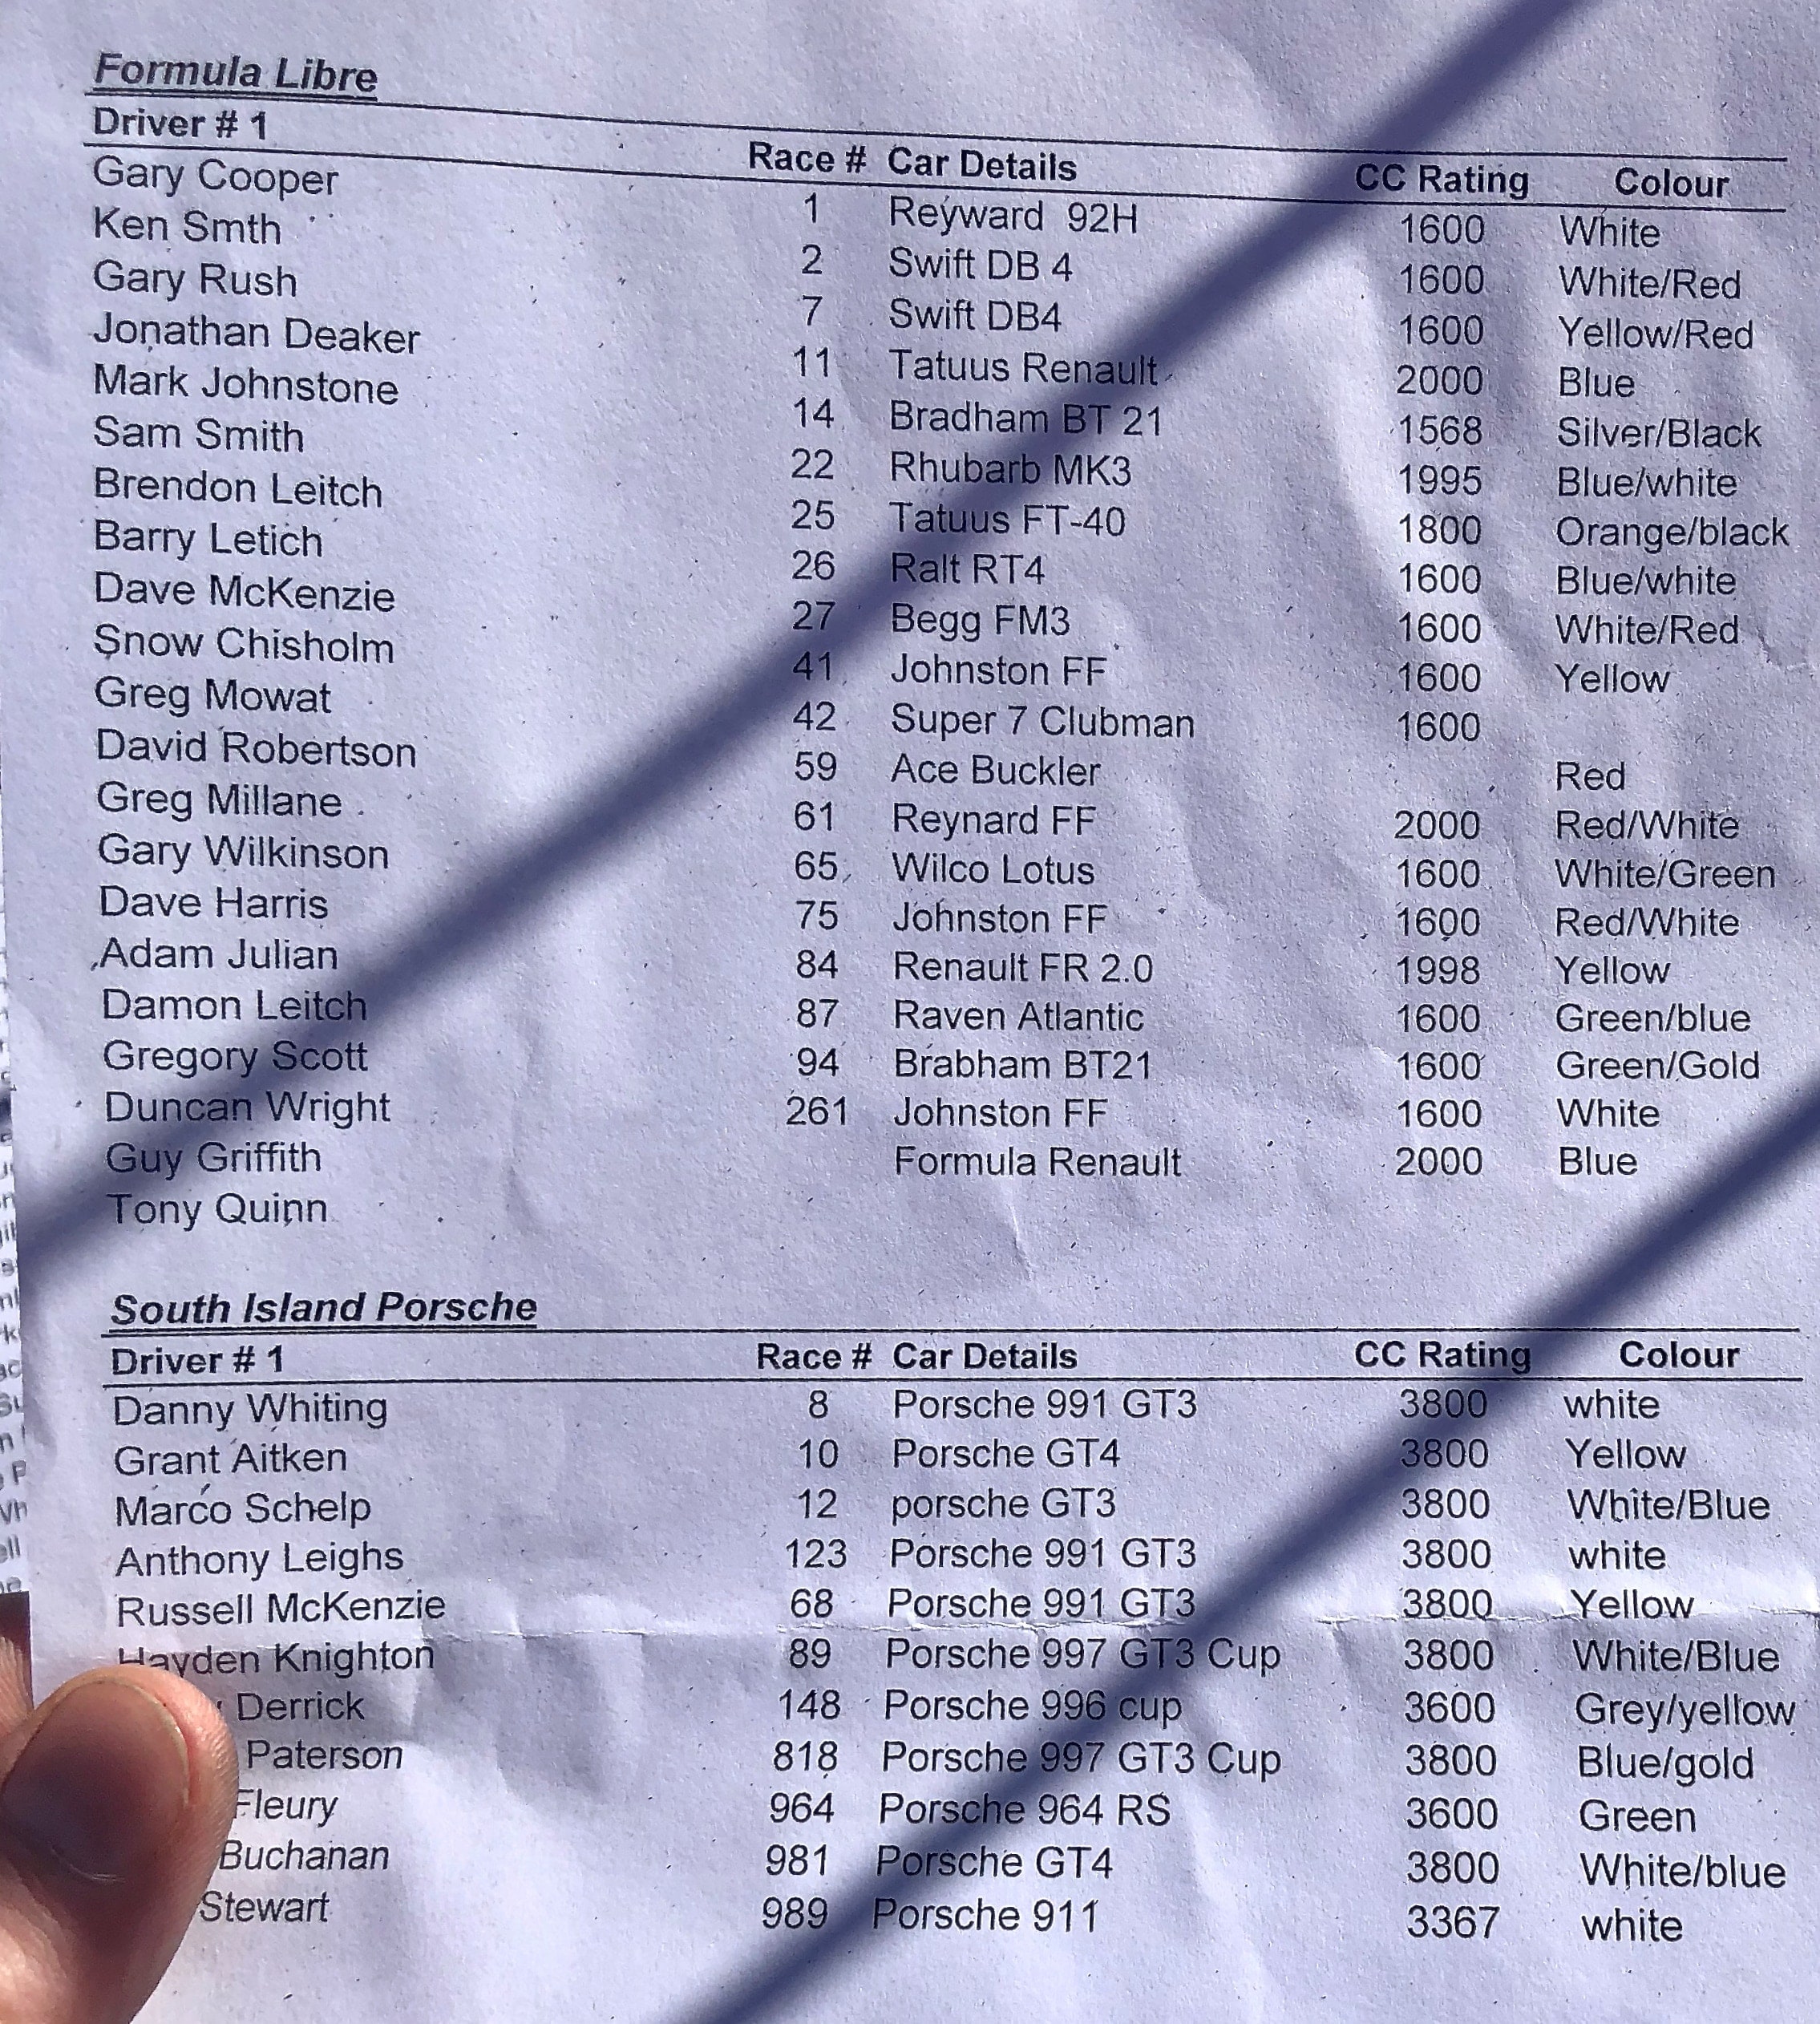 Formula Libre
Driver # 1 Race # Car Details CC Rating Colour
Gary Cooper 1 Reyward 92H 1600 White
Ken Smth 2 Swift DB 4 1600 White/Red
Gary Rush 7 Swift DB4 1600 Yellow/Red
Jonathan Deaker 11 Tatuus Renault 2000 Blue
Mark Johnstone 14 Bradham BT 21 1568 Silver/Black
Sam Smith 22 Rhubarb MK3 1995 Blue/white
Brendon Leitch 25 Tatuus FT-40 1800 Orange/black
Barry Letich 26 Ralt RT4 1600 Blue/white
Dave McKenzie 27 Begg FM3 1600 White/Red
Snow Chisholm 41 Johnston FF 1600 Yellow
Greg Mowat 42 Super 7 Clubman 1600
David Robertson 59 Ace Buckler Red
Greg Millane 61 Reynard FF 2000 Red/White
Gary Wilkinson 65 Wilco Lotus 1600 White/Green
Dave Harris 75 Johnston FF 1600 Red/White
Adam Julian 84 Renault FR 2.0 1998 Yellow
Damon Leitch 87 Raven Atlantic 1600 Green/blue
Gregory Scott 94 Brabham BT21 1600 Green/Gold
Duncan Wright 261 Johnston FF 1600 White
Guy Griffith Formula Renault 2000 Blue
Tony Quinn
South Island Porsche
Driver # 1 Race # Car Details CC Rating Colour
Danny Whiting 8 Porsche 991 GT3 3800 white
Grant Aitken 10 Porsche GT4 3800 Yellow
Marco Schelp 12 porsche GT3 3800 White/Blue
Anthony Leighs 123 Porsche 991 GT3 3800 white
Russell McKenzie 68 Porsche 991 GT3 3800 Yellow
Hayden Knighton 89 Porsche 997 GT3 Cup 3800 White/Blue
Derrick 148 Porsche 996 cup 3600 Grey/yellow
Paterson 818 Porsche 997 GT3 Cup 3800 Blue/gold
Fleury 964 Porsche 964 RS 3600 Green
Buchanan 981 Porsche GT4 3800 White/blue
Stewart 989 Porsche 911 3367 white